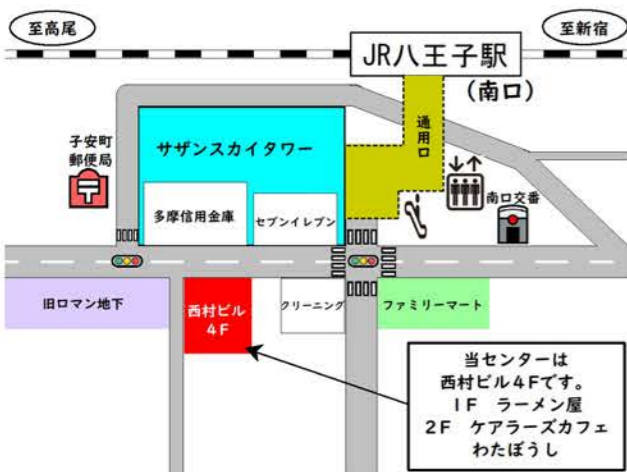 至高尾
至新宿
JR八王子駅
(南口)
通用口
子安町
郵便局
サザンスカイタワー
多摩信用金庫
セブンイレブン
南口交番
旧ロマン地下
西村ビル
4F
クリーニング
ファミリーマート
当センターは
西村ビル4Fです。
1F ラーメン屋
2F ケアラーズカフェ
わたぼうし